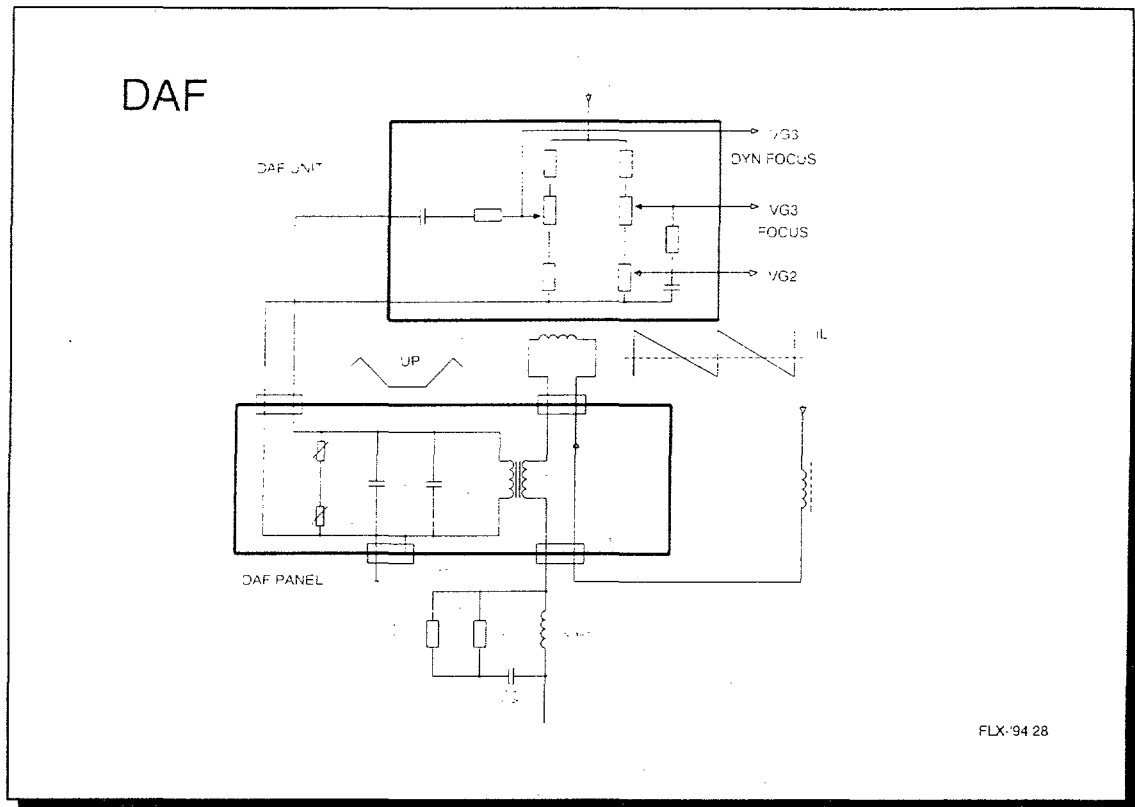 DAF
VG3
DAF UNIT
DYN FOCUS
VG3
FOCUS
VG2
IL
UP
DAF PANEL
FLX-'94 28